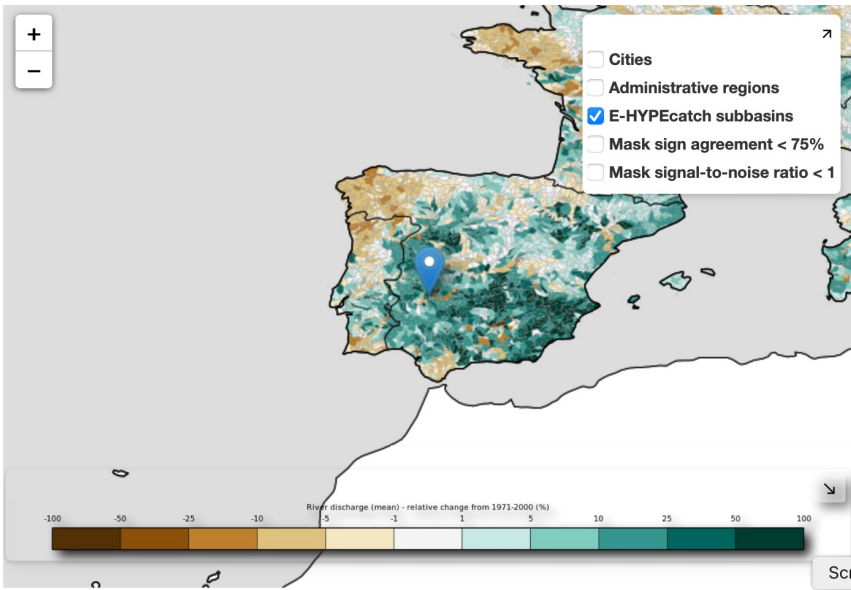 +
−
Cities
Administrative regions
E-HYPEcatch subbasins
Mask sign agreement < 75%
Mask signal-to-noise ratio < 1
River discharge (mean) - relative change from 1971-2000 (%)
-100 -50 -25 -10 -5 -1 1 5 10 25 50 100
Scr